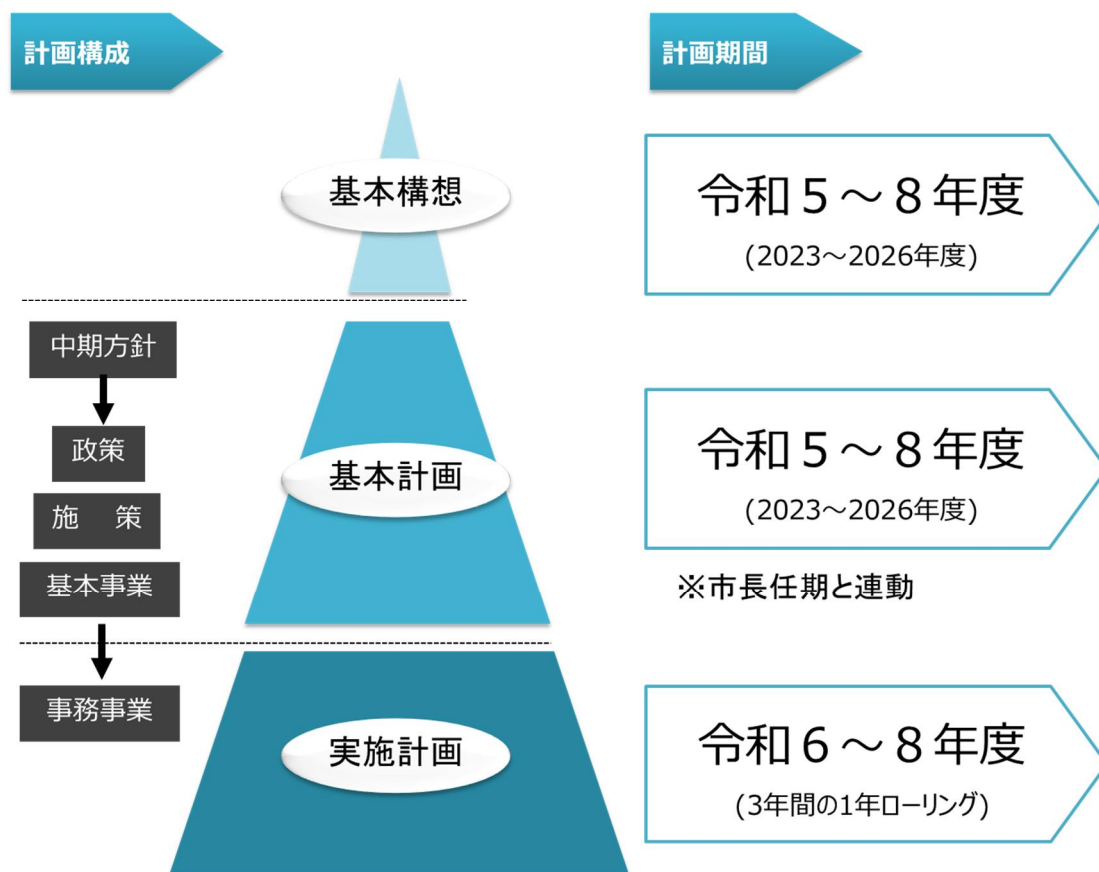 計画構成
計画期間
基本構想
令和５～８年度
(2023～2026年度)
中期方針
政策
施　策
基本事業
基本計画
令和５～８年度
(2023～2026年度)
※市長任期と連動
事務事業
実施計画
令和６～８年度
(3年間の1年ローリング)